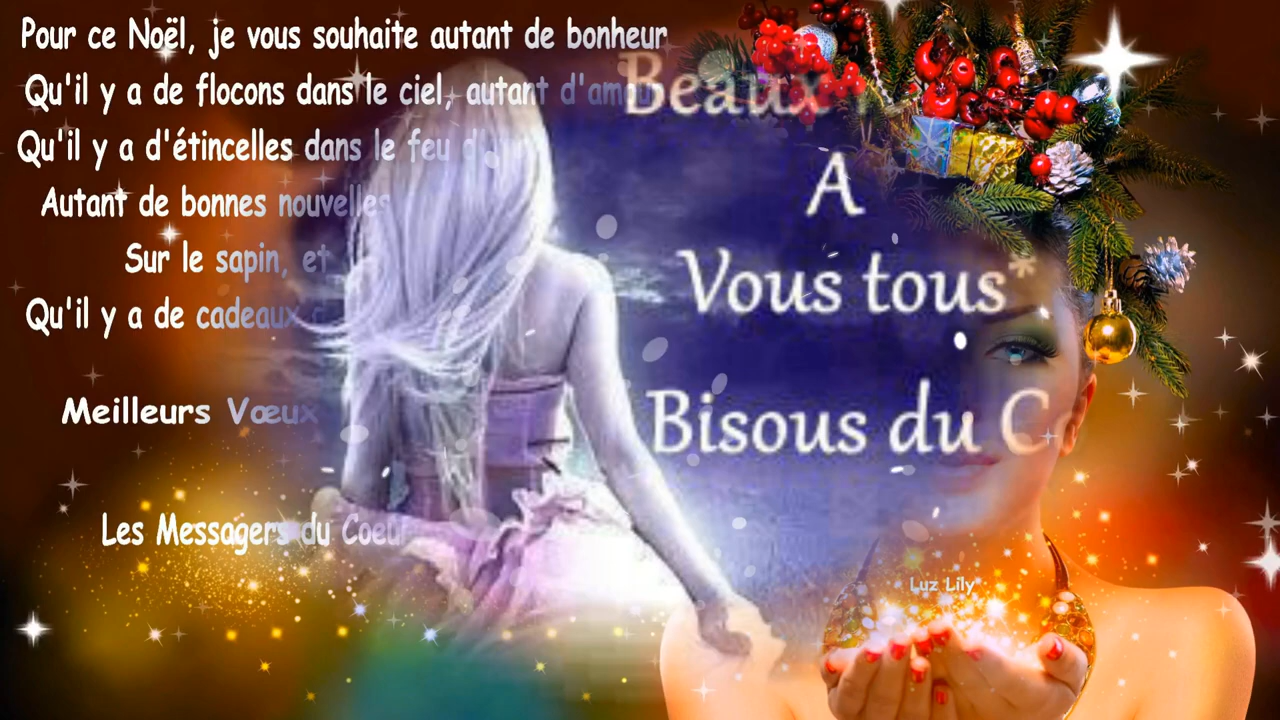 Pour ce Noël, je vous souhaite autant de bonheur
Qu'il y a de flocons dans le ciel, autant
Qu'il y a d'étincelles dans le feu
Autant de bonnes nouvelles
Sur le sapin, et
Qu'il y a de cadeaux
Meilleurs Vœux
Les Messagers du Coeur
Beaux
A
Vous tous*
Bisous du
Luz Lily